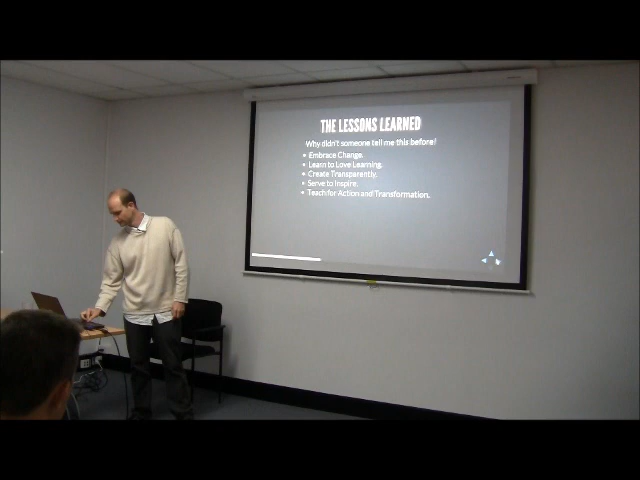 THE LESSONS LEARNED
Why didn't someone tell me this before!
• Embrace Change.
• Learn to Love Learning.
• Create Transparently.
• Serve to Inspire.
• Teach for Action and Transformation.